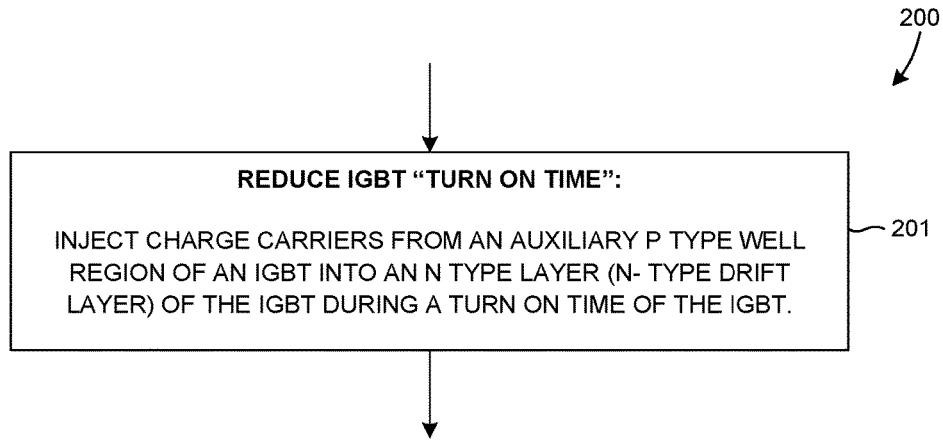 200
REDUCE IGBT “TURN ON TIME”:
INJECT CHARGE CARRIERS FROM AN AUXILIARY P TYPE WELL
REGION OF AN IGBT INTO AN N TYPE LAYER (N- TYPE DRIFT
LAYER) OF THE IGBT DURING A TURN ON TIME OF THE IGBT.
201